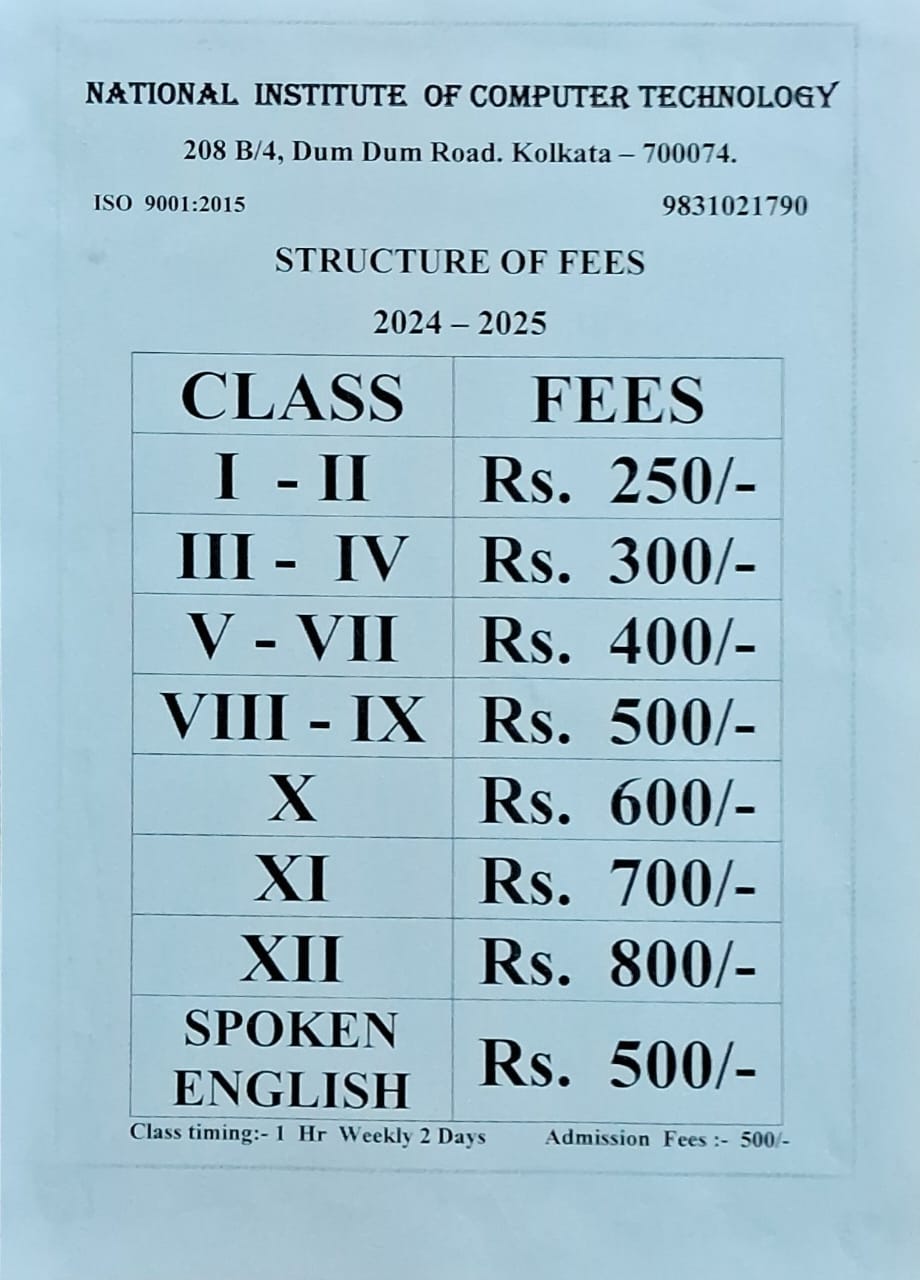 NATIONAL INSTITUTE OF COMPUTER TECHNOLOGY
208 B/4, Dum Dum Road. Kolkata – 700074.
ISO 9001:2015 9831021790
STRUCTURE OF FEES
2024 – 2025
CLASS FEES
I - II Rs. 250/-
III - IV Rs. 300/-
V - VII Rs. 400/-
VIII - IX Rs. 500/-
X Rs. 600/-
XI Rs. 700/-
XII Rs. 800/-
SPOKEN
ENGLISH Rs. 500/-
Class timing:- 1 Hr Weekly 2 Days Admission Fees :- 500/-